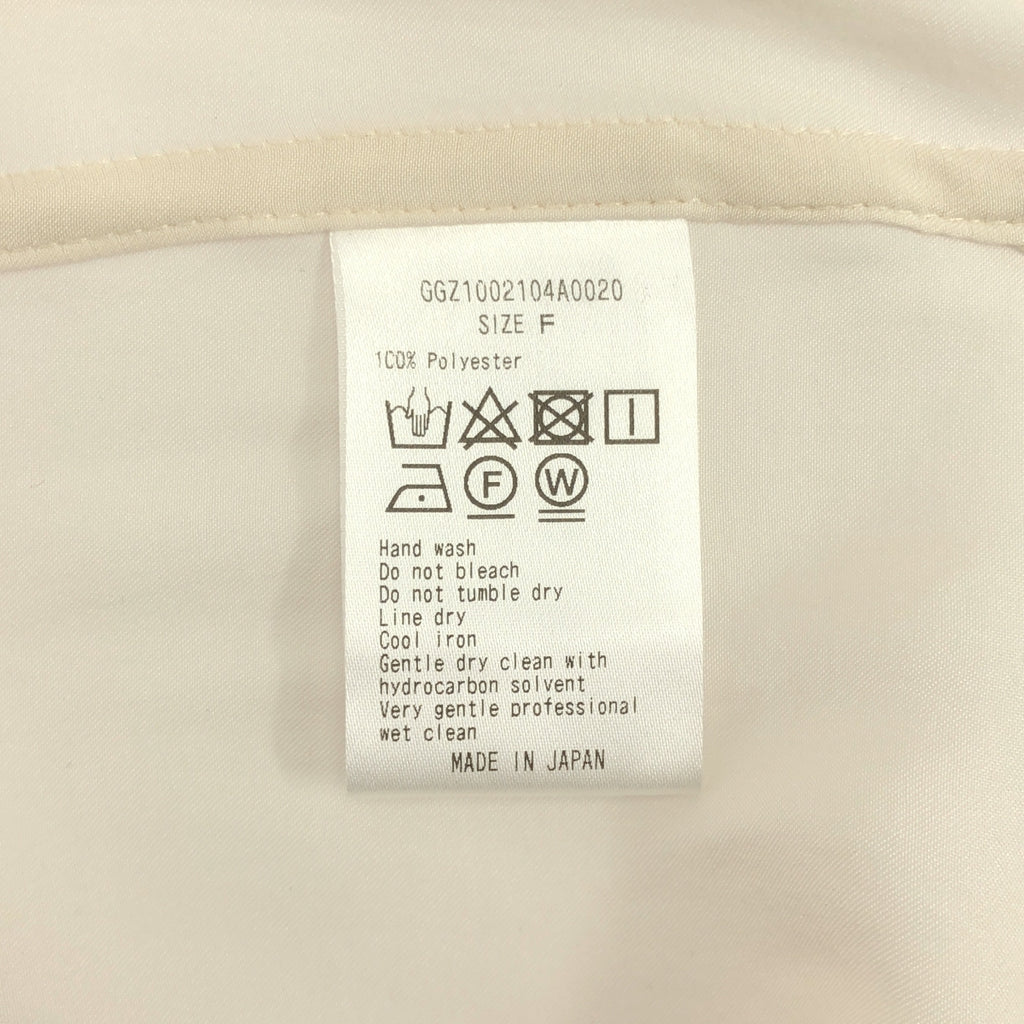 GGZ1002104A0020
SIZE F
100% Polyester
F W
Hand wash
Do not bleach
Do not tumble dry
Line dry
Cool iron
Gentle dry clean with
hydrocarbon solvent
Very gentle professional
wet clean
MADE IN JAPAN